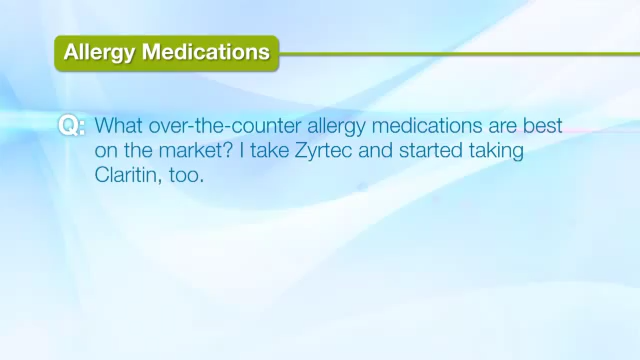 Allergy Medications
Q: What over-the-counter allergy medications are best
on the market? I take Zyrtec and started taking
Claritin, too.